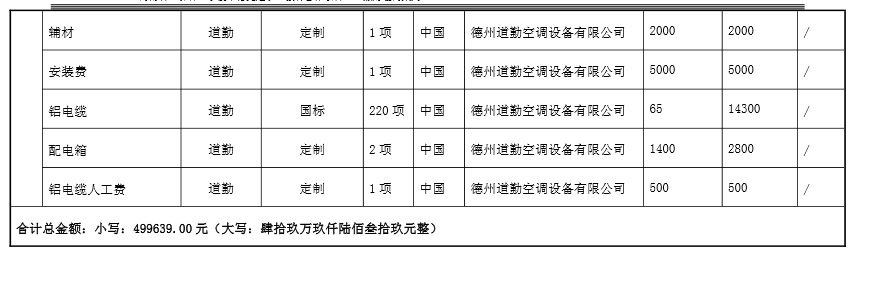 辅材 道勤 定制 1 项 中国 德州道勤空调设备有限公司 2000 2000 /
安装费 道勤 定制 1 项 中国 德州道勤空调设备有限公司 5000 5000 /
铝电缆 道勤 国标 220 项 中国 德州道勤空调设备有限公司 65 14300 /
配电箱 道勤 定制 2 项 中国 德州道勤空调设备有限公司 1400 2800 /
铝电缆人工费 道勤 定制 1 项 中国 德州道勤空调设备有限公司 500 500 /
合计总金额：小写：499639.00 元（大写：肆拾玖万玖仟陆佰叁拾玖元整）